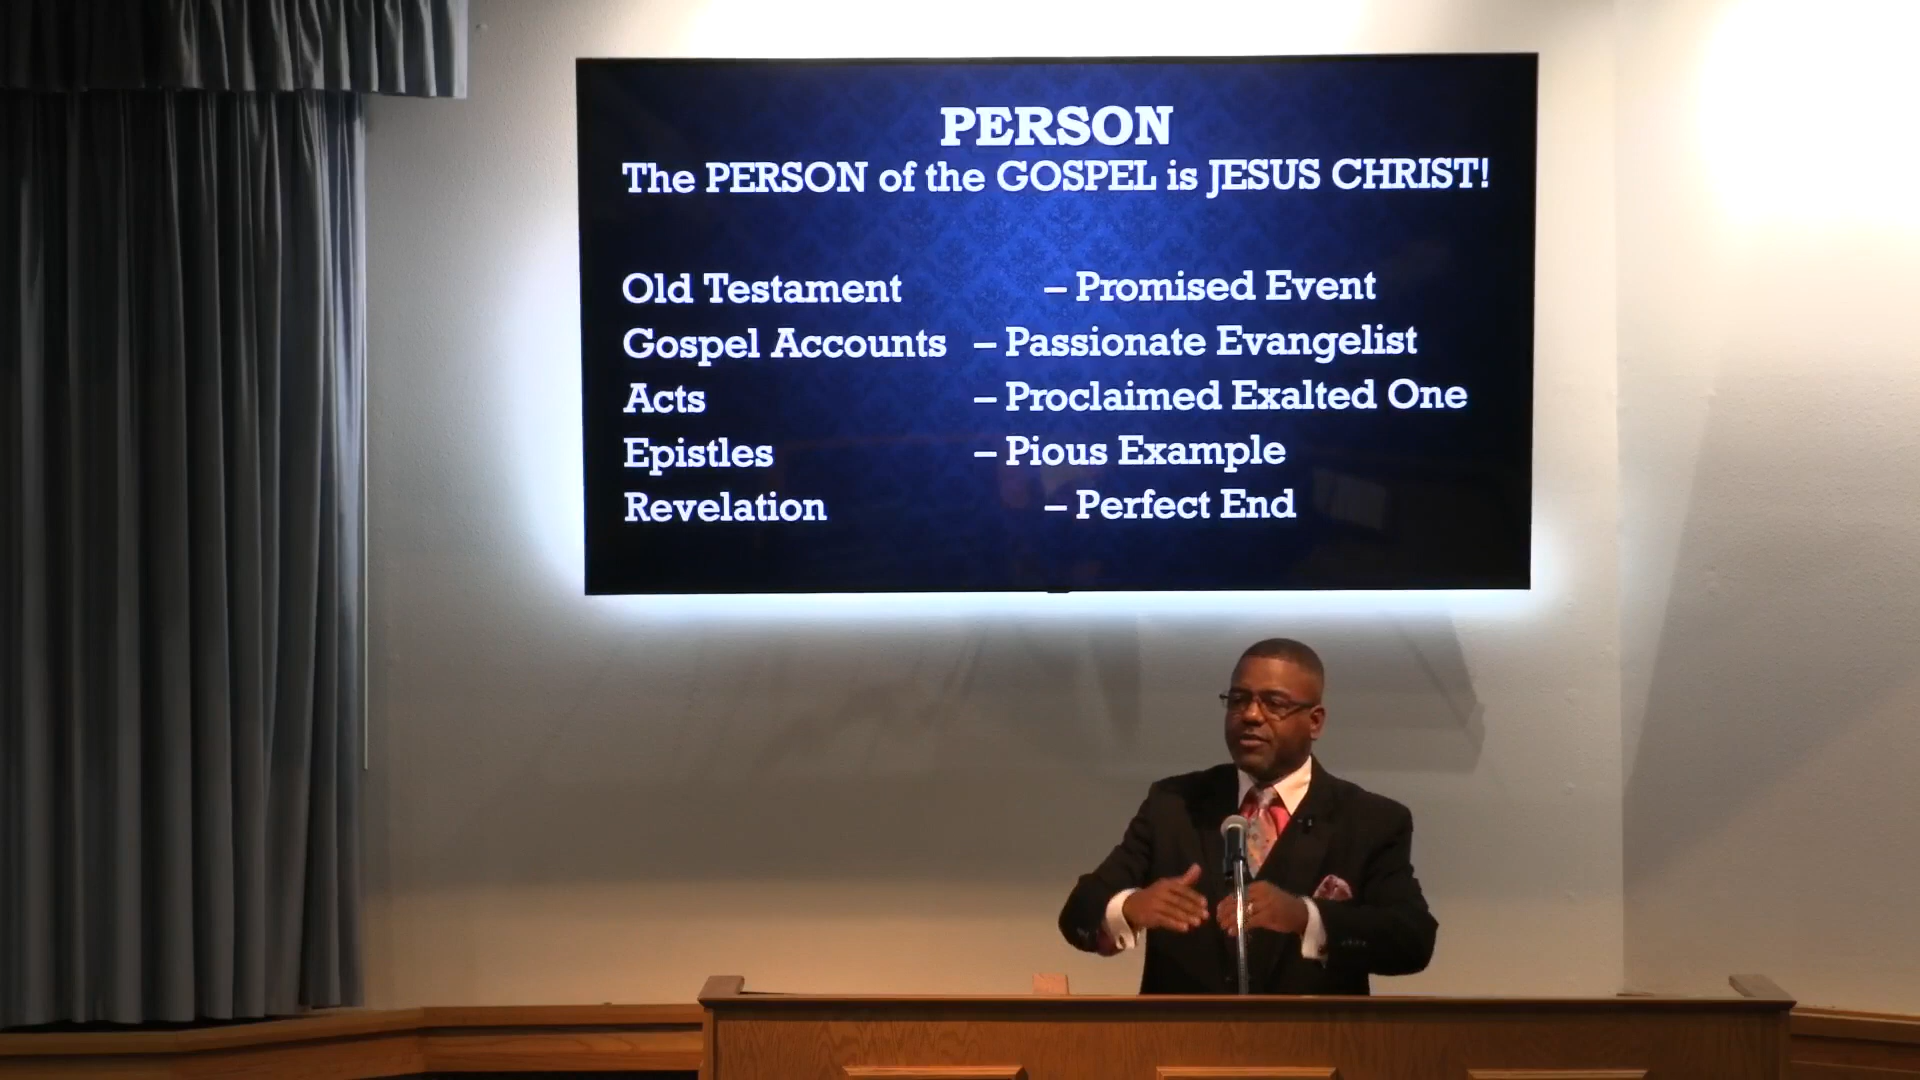 PERSON
The PERSON of the GOSPEL is JESUS CHRIST!
Old Testament – Promised Event
Gospel Accounts – Passionate Evangelist
Acts – Proclaimed Exalted One
Epistles – Pious Example
Revelation – Perfect End